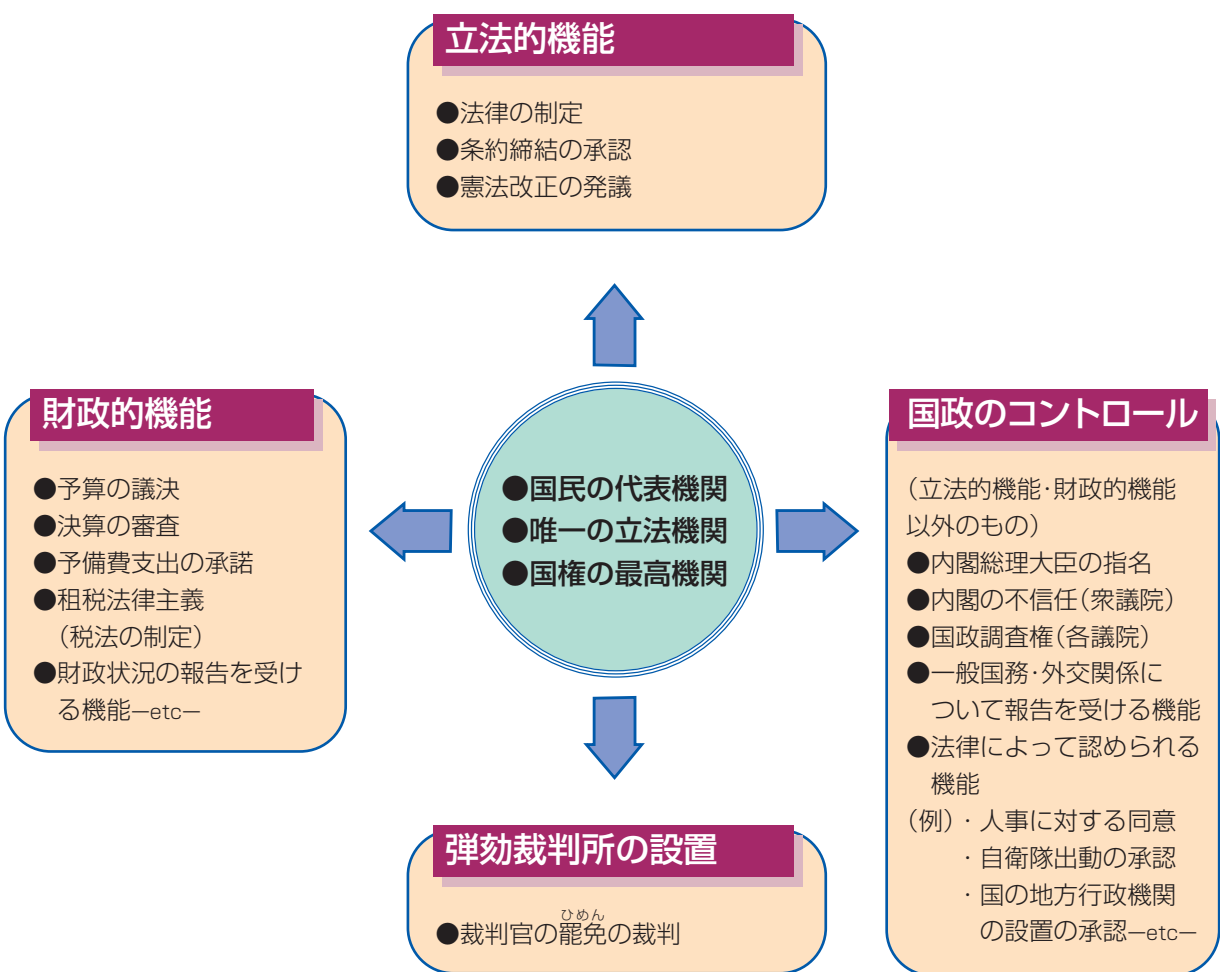 立法的機能
●法律の制定
●条約締結の承認
●憲法改正の発議
財政的機能
●予算の議決
●決算の審査
●予備費支出の承諾
●租税法律主義
（税法の制定）
●財政状況の報告を受け
る機能—etc—
●国民の代表機関
●唯一の立法機関
●国権の最高機関
国政のコントロール
（立法的機能・財政的機能
以外のもの）
●内閣総理大臣の指名
●内閣の不信任（衆議院）
●国政調査権（各議院）
●一般国務・外交関係に
ついて報告を受ける機能
●法律によって認められる
機能
（例）・人事に対する同意
・自衛隊出動の承認
・国の地方行政機関
の設置の承認—etc—
弾劾裁判所の設置
ひめん
●裁判官の罷免の裁判